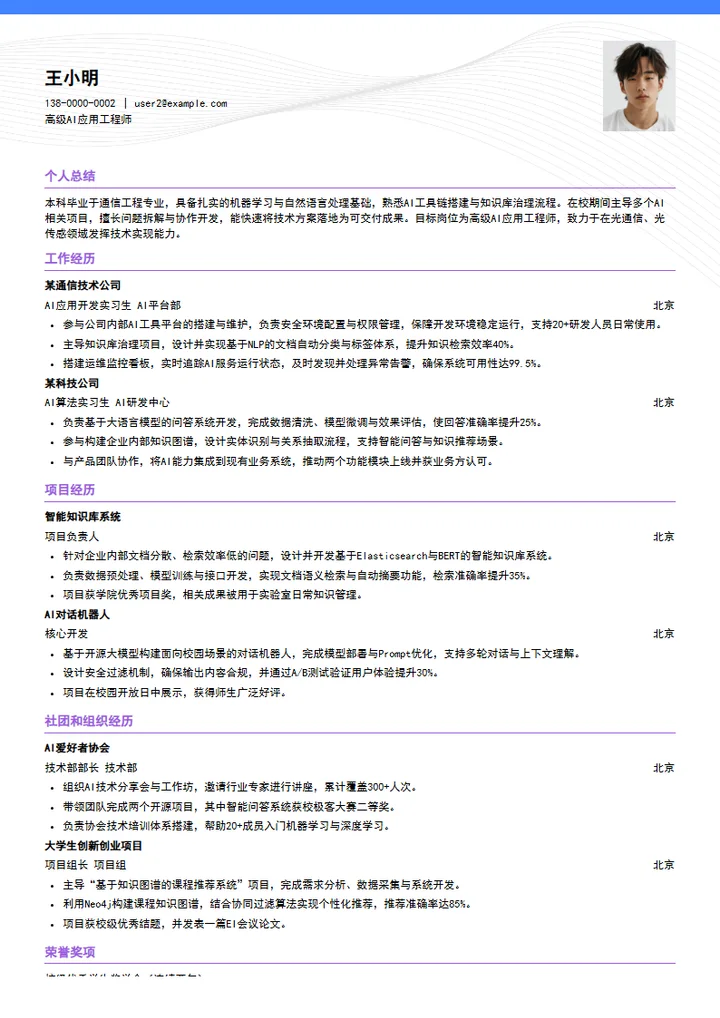 王小明
138-0000-0002 | user2@example.com
高级AI应用工程师
个人总结
本科毕业于通信工程专业，具备扎实的机器学习与自然语言处理基础，熟悉AI工具链搭建与知识库治理流程。在校期间主导多个AI
相关项目，擅长问题拆解与协作开发，能快速将技术方案落地为可交付成果。目标岗位为高级AI应用工程师，致力于在光通信、光
传感领域发挥技术实现能力。
工作经历
某通信技术公司
AI应用开发实习生 AI平台部 北京
• 参与公司内部AI工具平台的搭建与维护，负责安全环境配置与权限管理，保障开发环境稳定运行，支持20+研发人员日常使用。
• 主导知识库治理项目，设计并实现基于NLP的文档自动分类与标签体系，提升知识检索效率40%。
• 搭建运维监控看板，实时追踪AI服务运行状态，及时发现并处理异常告警，确保系统可用性达99.5%。
某科技公司
AI算法实习生 AI研发中心 北京
• 负责基于大语言模型的问答系统开发，完成数据清洗、模型微调与效果评估，使回答准确率提升25%。
• 参与构建企业内部知识图谱，设计实体识别与关系抽取流程，支持智能问答与知识推荐场景。
• 与产品团队协作，将AI能力集成到现有业务系统，推动两个功能模块上线并获业务方认可。
项目经历
智能知识库系统
项目负责人 北京
• 针对企业内部文档分散、检索效率低的问题，设计并开发基于Elasticsearch与BERT的智能知识库系统。
• 负责数据预处理、模型训练与接口开发，实现文档语义检索与自动摘要功能，检索准确率提升35%。
• 项目获学院优秀项目奖，相关成果被用于实验室日常知识管理。
AI对话机器人
核心开发 北京
• 基于开源大模型构建面向校园场景的对话机器人，完成模型部署与Prompt优化，支持多轮对话与上下文理解。
• 设计安全过滤机制，确保输出内容合规，并通过A/B测试验证用户体验提升30%。
• 项目在校园开放日中展示，获得师生广泛好评。
社团和组织经历
AI爱好者协会
技术部部长 技术部 北京
• 组织AI技术分享会与工作坊，邀请行业专家进行讲座，累计覆盖300+人次。
• 带领团队完成两个开源项目，其中智能问答系统获校极客大赛二等奖。
• 负责协会技术培训体系搭建，帮助20+成员入门机器学习与深度学习。
大学生创新创业项目
项目组长 项目组 北京
• 主导“基于知识图谱的课程推荐系统”项目，完成需求分析、数据采集与系统开发。
• 利用Neo4j构建课程知识图谱，结合协同过滤算法实现个性化推荐，推荐准确率达85%。
• 项目获校级优秀结题，并发表一篇EI会议论文。
荣誉奖项